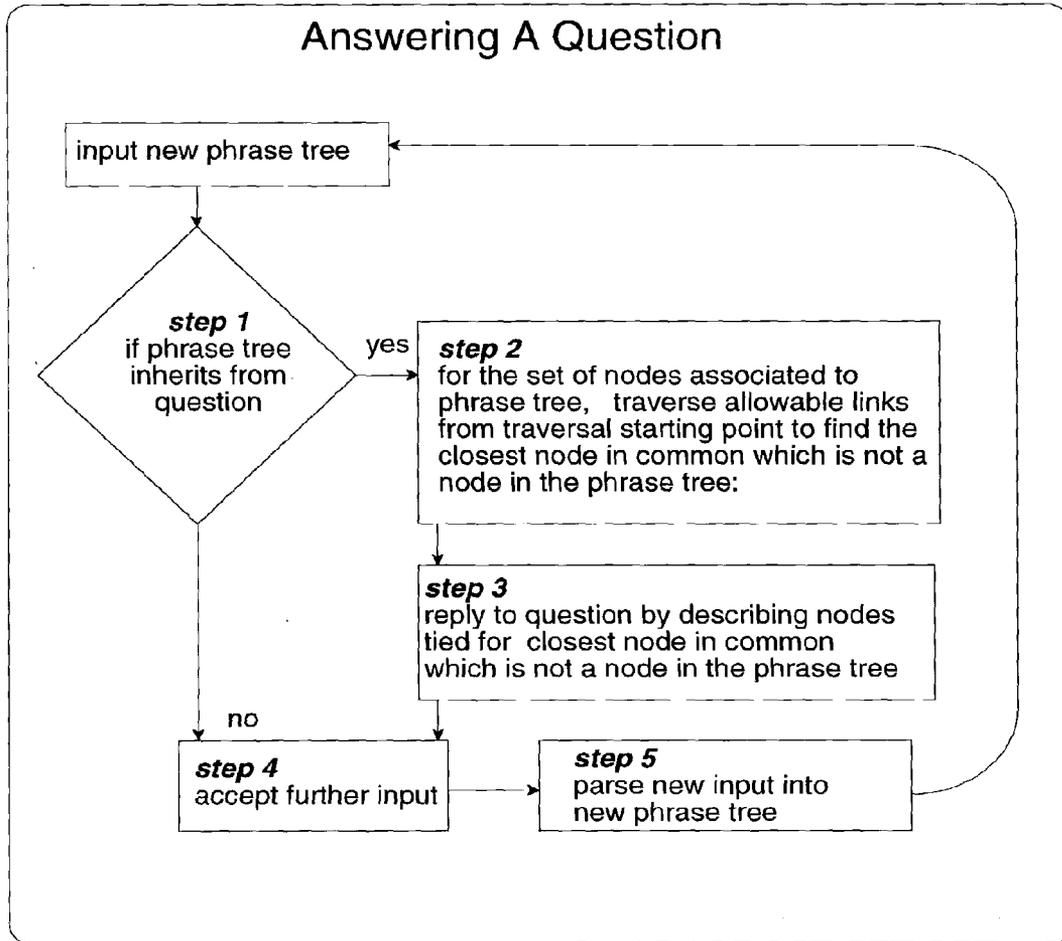 Answering A Question
input new phrase tree
step 1
if phrase tree
inherits from
question
yes
step 2
for the set of nodes associated to
phrase tree, traverse allowable links
from traversal starting point to find the
closest node in common which is not a
node in the phrase tree:
step 3
reply to question by describing nodes
tied for closest node in common
which is not a node in the phrase tree
no
step 4
accept further input
step 5
parse new input into
new phrase tree